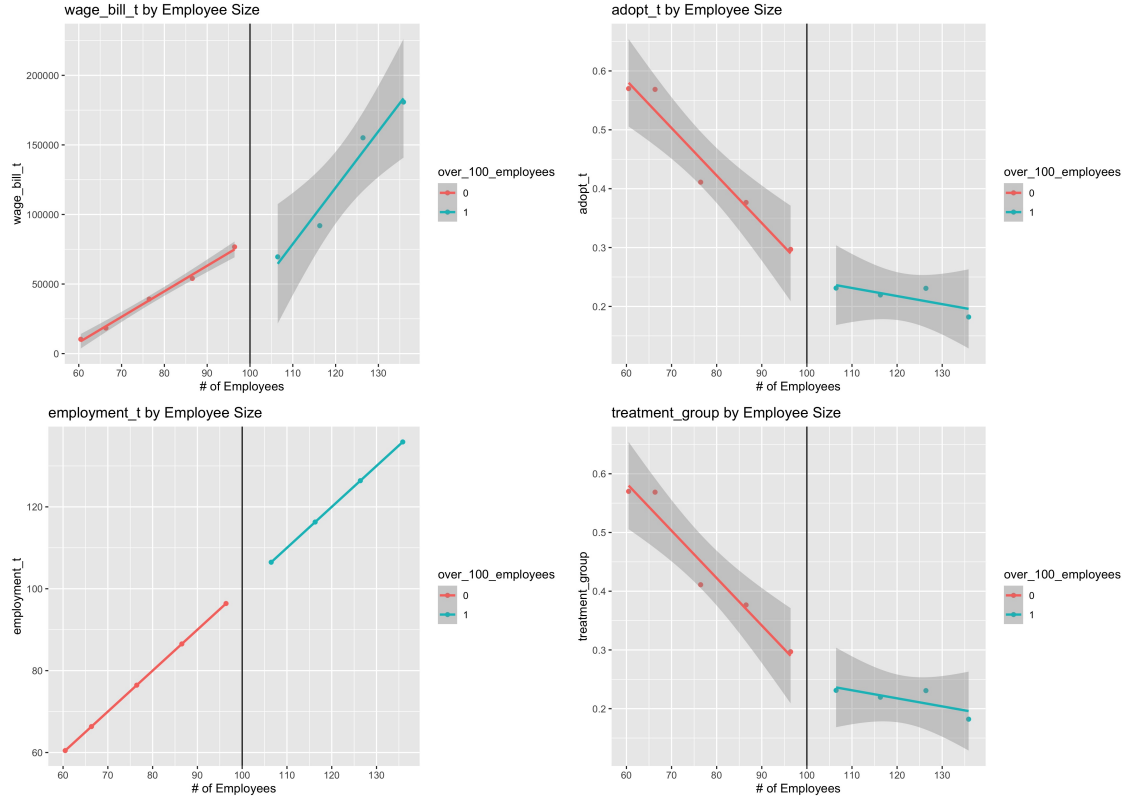 wage_bill_t by Employee Size
200000
150000
100000
50000
0
wage_bill_t
60 70 80 90 100 110 120 130
# of Employees
over_100_employees
0
1
adopt_t by Employee Size
0.6
0.5
0.4
0.3
0.2
adopt_t
60 70 80 90 100 110 120 130
# of Employees
over_100_employees
0
1
employment_t by Employee Size
120
100
80
60
employment_t
60 70 80 90 100 110 120 130
# of Employees
over_100_employees
0
1
treatment_group by Employee Size
0.6
0.5
0.4
0.3
0.2
treatment_group
60 70 80 90 100 110 120 130
# of Employees
over_100_employees
0
1